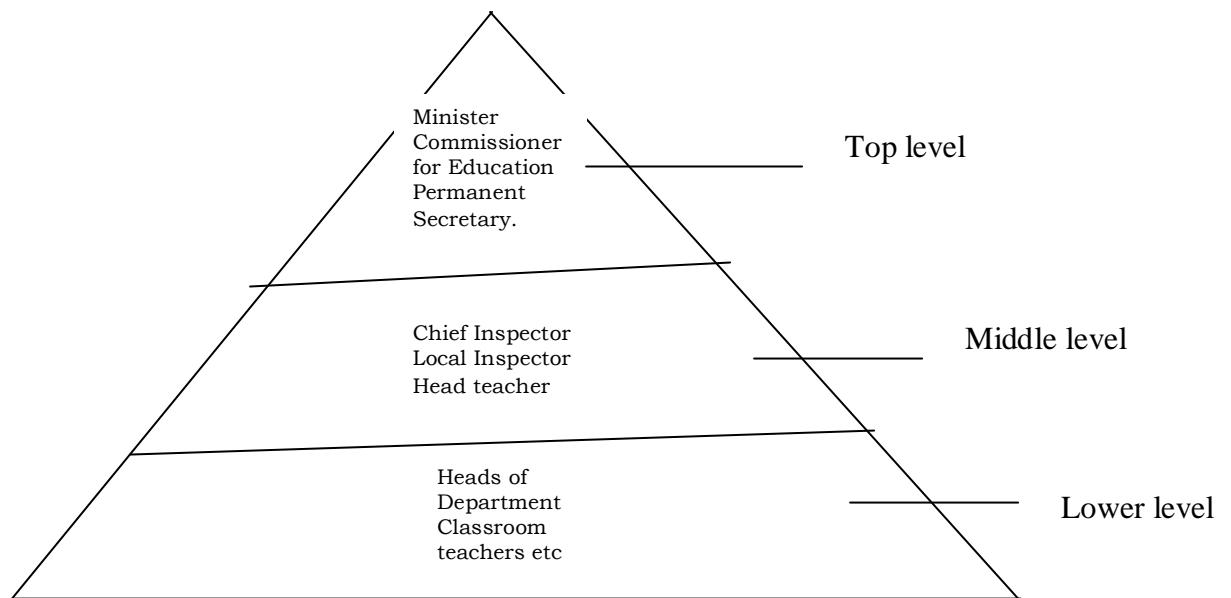 Minister
Commissioner
for Education
Permanent
Secretary.
Top level
Chief Inspector
Local Inspector
Head teacher
Middle level
Heads of
Department
Classroom
teachers etc
Lower level